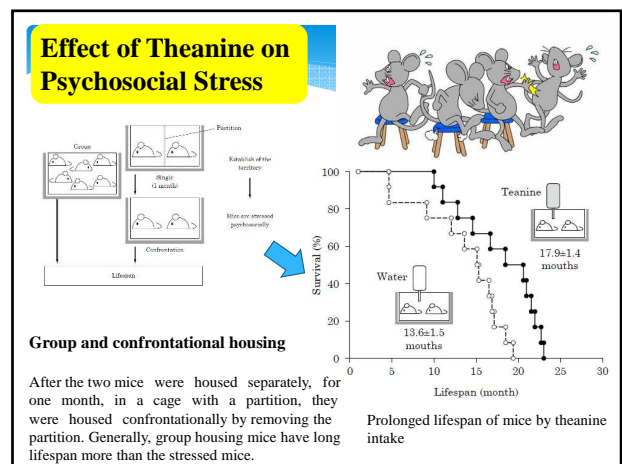 Effect of Theanine on
Psychosocial Stress
Partition
Group
Single
(1 month)
Establish of the
territory
Mice are stressed
psychosocially
Confrontation
Lifespan
Group and confrontational housing
After the two mice were housed separately, for
one month, in a cage with a partition, they
were housed confrontationally by removing the
partition. Generally, group housing mice have long
lifespan more than the stressed mice.
Survival (%)
100
80
60
40
20
0
Teanine
17.9±1.4
mouths
Water
13.6±1.5
mouths
0 5 10 15 20 25 30
Lifespan (month)
Prolonged lifespan of mice by theanine
intake